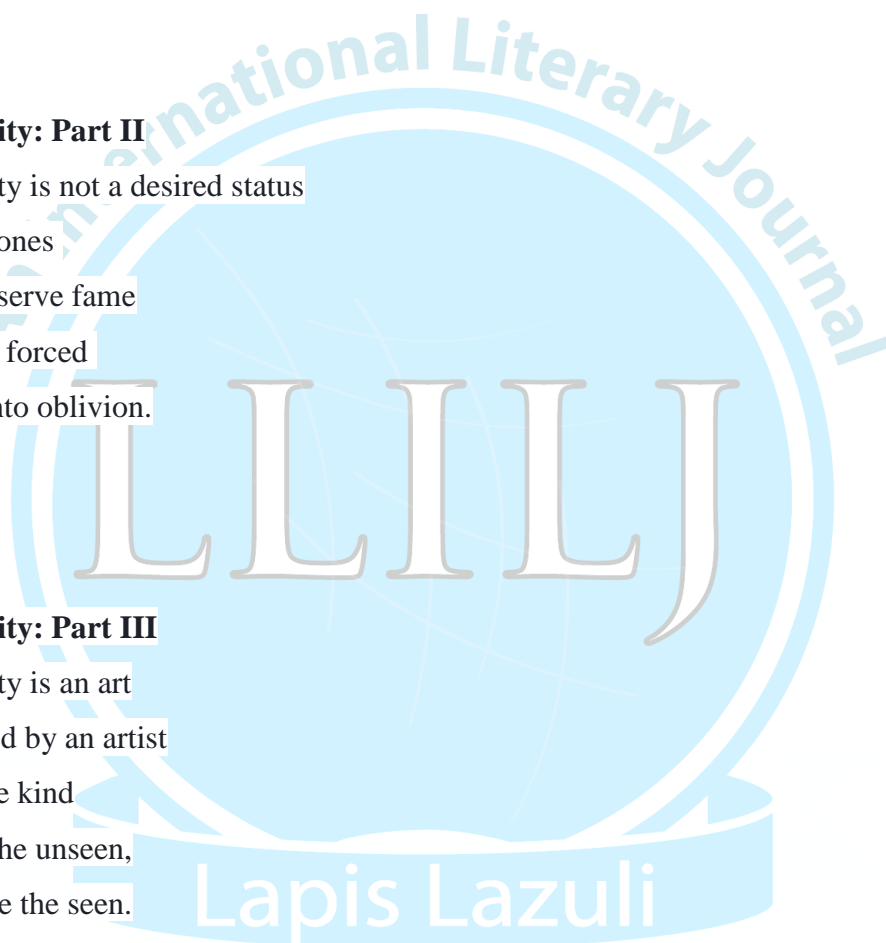 ernational Literary Journal
ity: Part II
ty is not a desired status
ones
serve fame
forced
nto oblivion.
LLILJ
ity: Part III
ty is an art
d by an artist
e kind
he unseen,
e the seen.
Lapis Lazuli